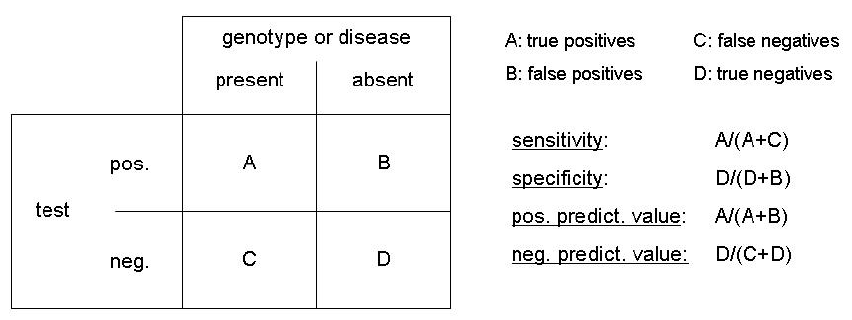 genotype or disease
present absent
pos. A B
test
neg. C D
A: true positives C: false negatives
B: false positives D: true negatives
sensitivity: A/(A+C)
specificity: D/(D+B)
pos. predict. value: A/(A+B)
neg. predict. value: D/(C+D)